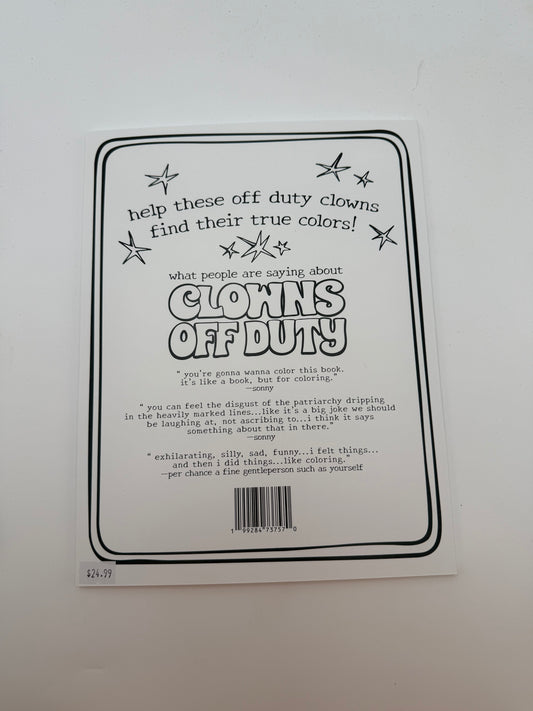 help these off duty clowns
find their true colors!
what people are saying about
CLOWNS
OFF DUTY
" you're gonna wanna color this book.
it's like a book, but for coloring."
—sonny
" you can feel the disgust of the patriarchy dripping
in the heavily marked lines...like it's a big joke we should
be laughing at, not ascribing to...i think it says
something about that in there."
—sonny
" exhilarating, silly, sad, funny...i felt things...
and then i did things...like coloring."
—per chance a fine gentleperson such as yourself
1 99284 73757 0
$24.99